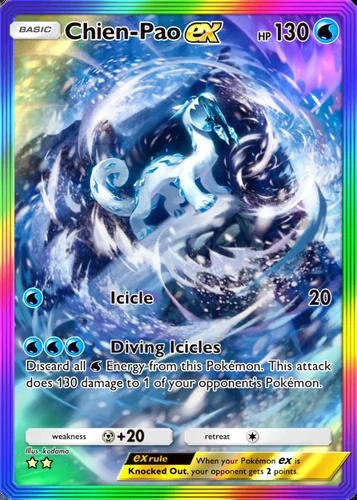 BASIC Chien-Pao ex HP 130
Icicle 20
Diving Icicles
Discard all Energy from this Pokémon. This attack
does 130 damage to 1 of your opponent's Pokémon.
weakness +20 retreat
Illus. kodama
ex rule When your Pokémon ex is
Knocked Out, your opponent gets 2 points.